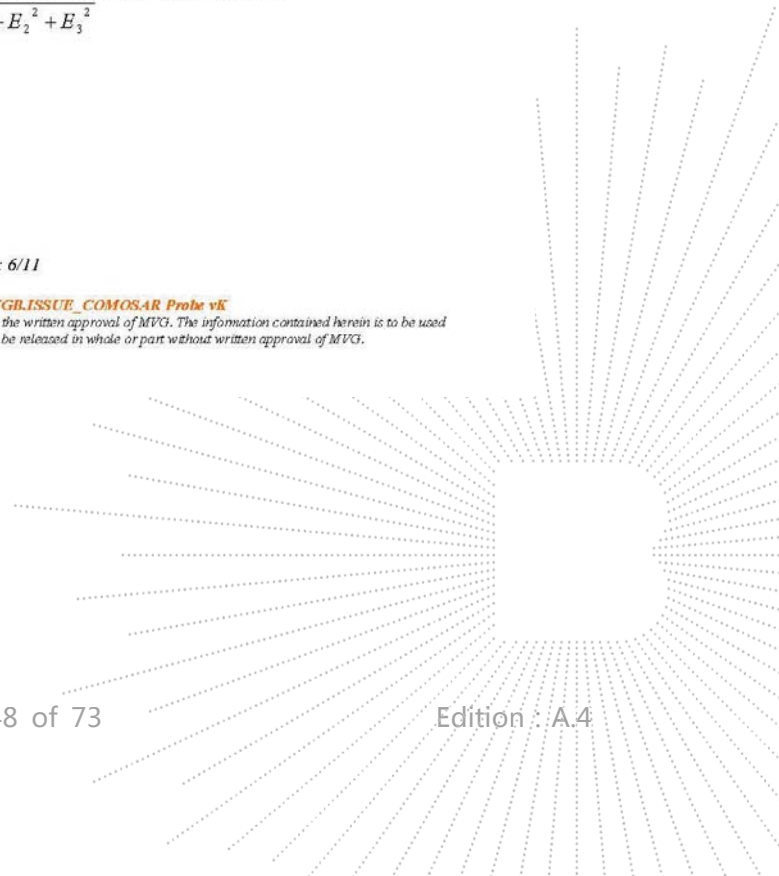 - E₂² + E₃²
: 6/11
GB.ISSUE_COMOSAR Probe vK
the written approval of MVG. The information contained herein is to be used
be released in whole or part without written approval of MVG.
8 of 73
Edition : A.4